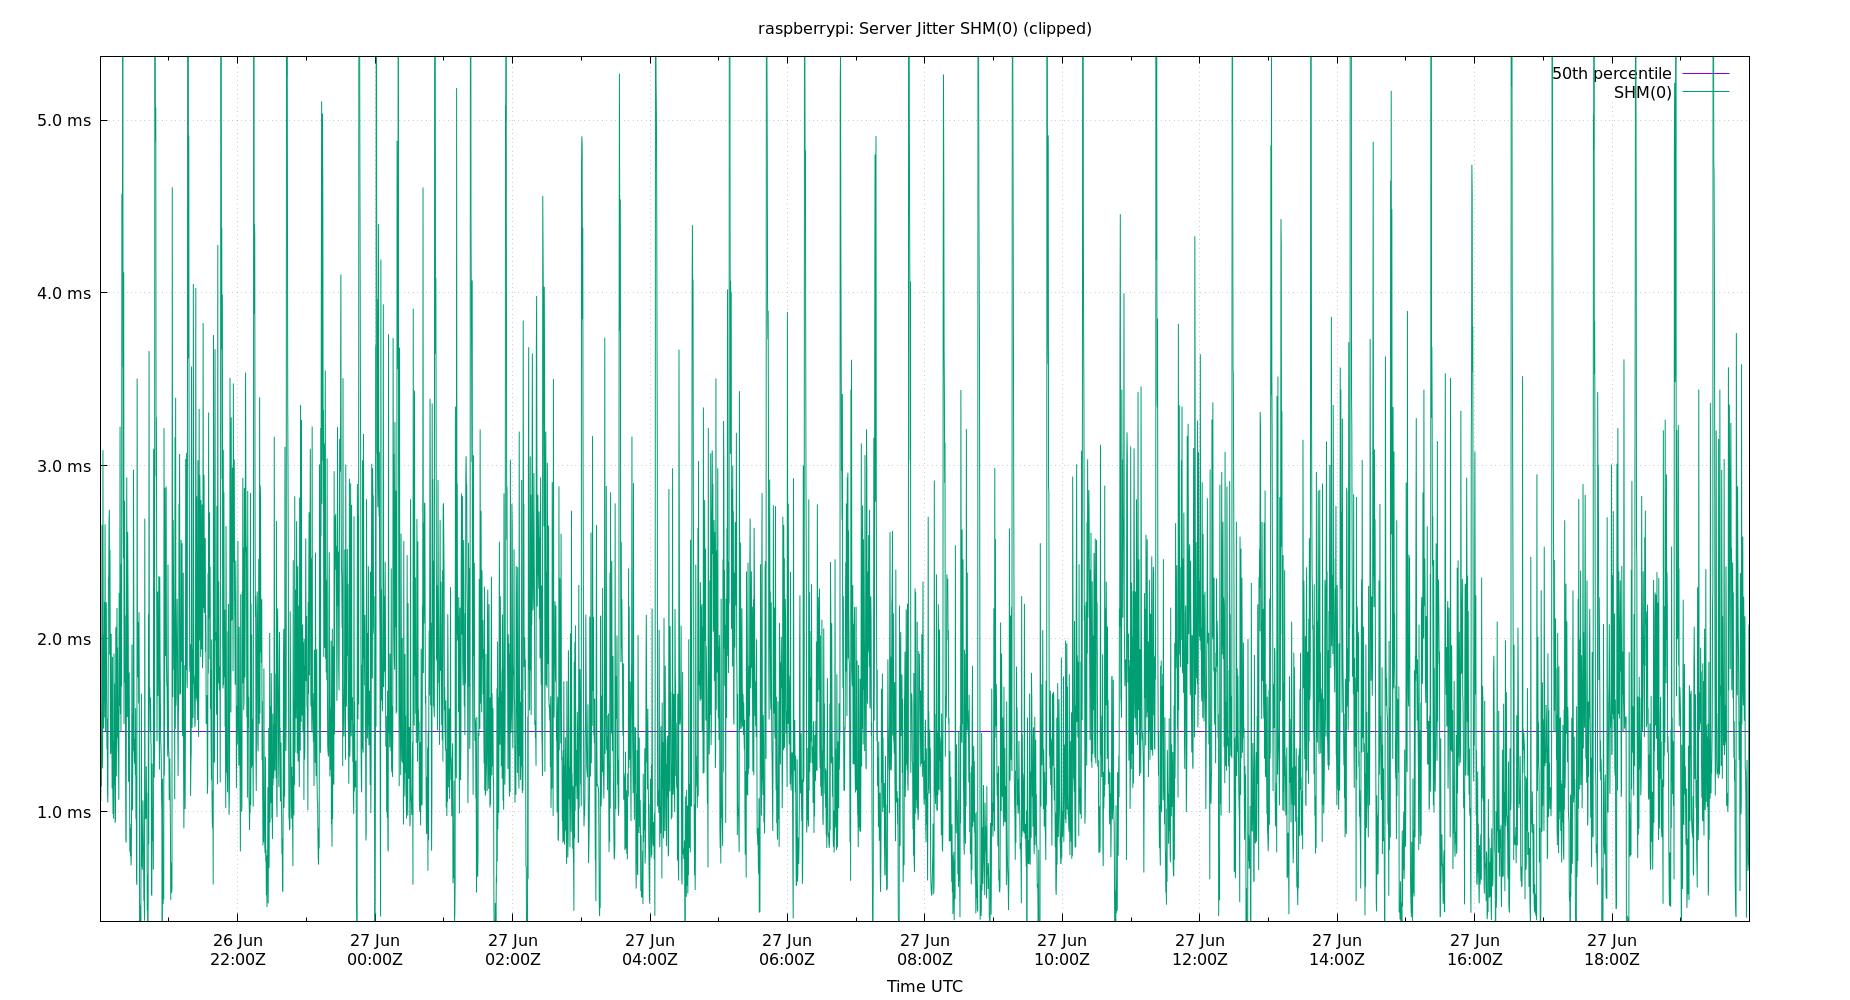 raspberrypi: Server Jitter SHM(0) (clipped)
50th percentile
SHM(0)
5.0 ms
4.0 ms
3.0 ms
2.0 ms
1.0 ms
26 Jun 27 Jun 27 Jun 27 Jun 27 Jun 27 Jun 27 Jun 27 Jun 27 Jun 27 Jun 27 Jun
22:00Z 00:00Z 02:00Z 04:00Z 06:00Z 08:00Z 10:00Z 12:00Z 14:00Z 16:00Z 18:00Z
Time UTC